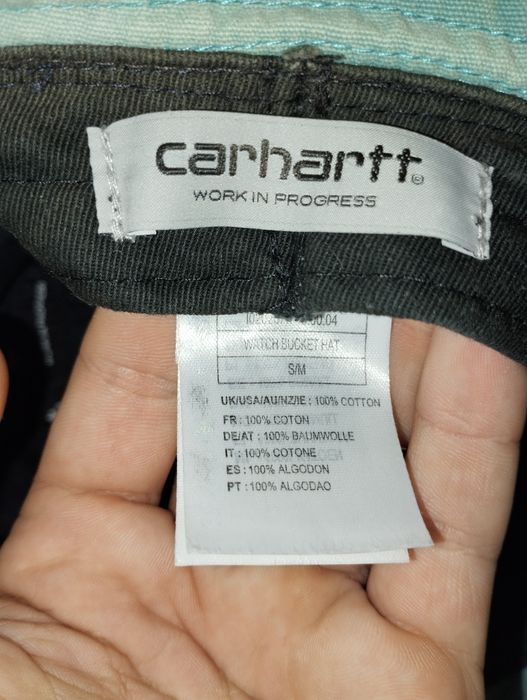 carhartt®
WORK IN PROGRESS
WATCH BUCKET HAT
S/M
UK/USA/AU/NZ/IE : 100% COTTON
FR : 100% COTON
DE/AT : 100% BAUMWOLLE
IT : 100% COTONE
ES : 100% ALGODON
PT : 100% ALGODAO